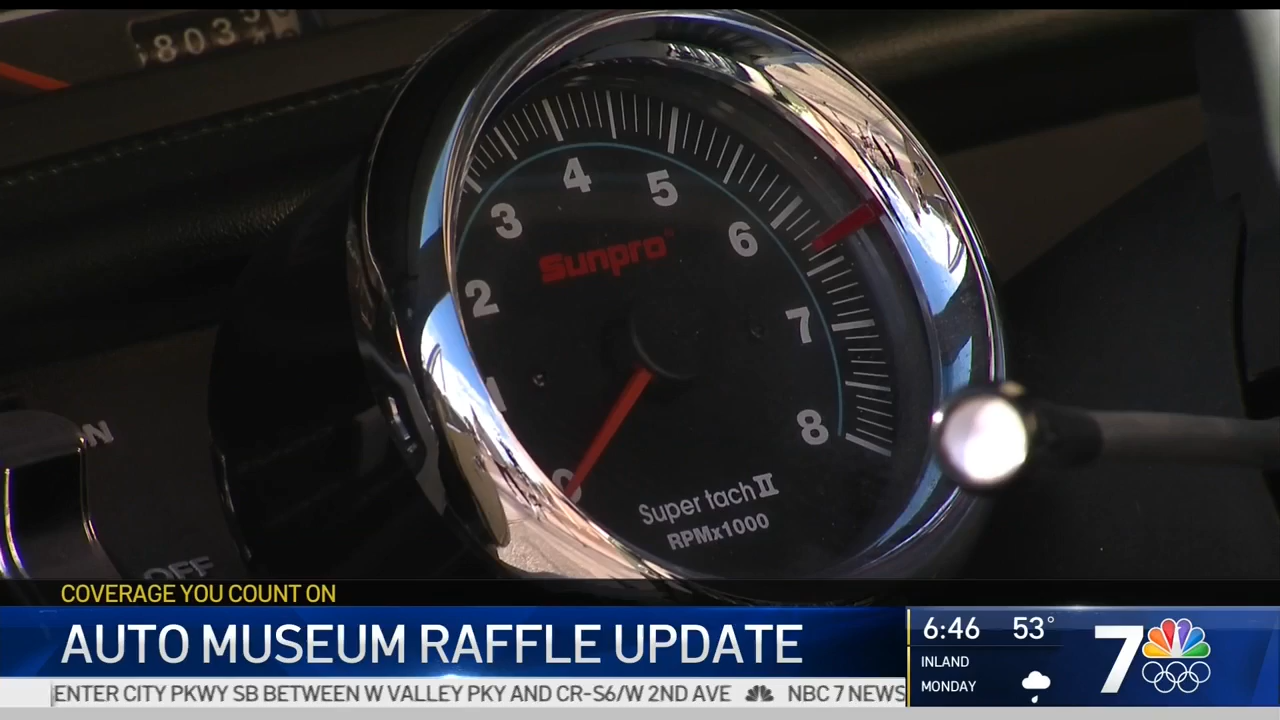 803
4
5
3
6
Sunpro
2
7
1
8
0
Super tach II
RPMx1000
OFF
COVERAGE YOU COUNT ON
AUTO MUSEUM RAFFLE UPDATE
6:46 53°
INLAND
MONDAY
7
ENTER CITY PKWY SB BETWEEN W VALLEY PKY AND CR-S6/W 2ND AVE NBC 7 NEWS